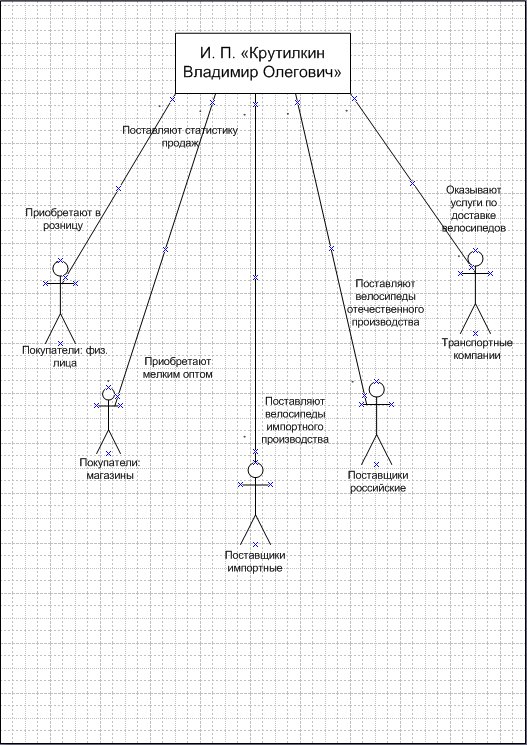 И. П. «Крутилкин
Владимир Олегович»
Поставляют статистику
продаж
Приобретают в
розницу
Оказывают
услуги по
доставке
велосипедов
Покупатели: физ.
лица
Поставляют
велосипеды
отечественного
производства
Транспортные
компании
Приобретают
мелким оптом
Покупатели:
магазины
Поставляют
велосипеды
импортного
производства
Поставщики
российские
Поставщики
импортные